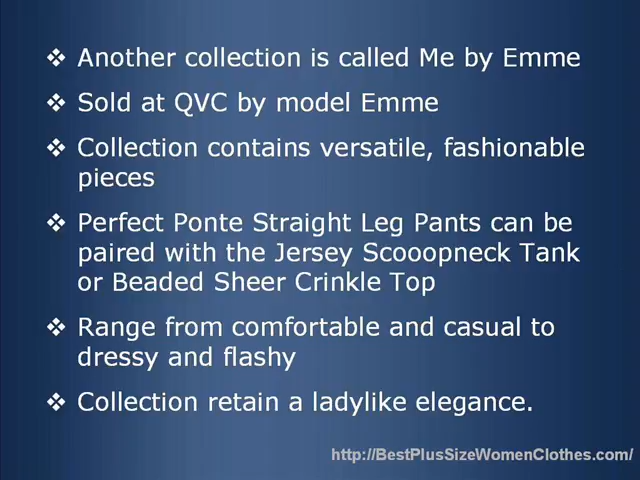 ❖ Another collection is called Me by Emme
❖ Sold at QVC by model Emme
❖ Collection contains versatile, fashionable
pieces
❖ Perfect Ponte Straight Leg Pants can be
paired with the Jersey Scooopneck Tank
or Beaded Sheer Crinkle Top
❖ Range from comfortable and casual to
dressy and flashy
❖ Collection retain a ladylike elegance.
http://BestPlusSizeWomenClothes.com/